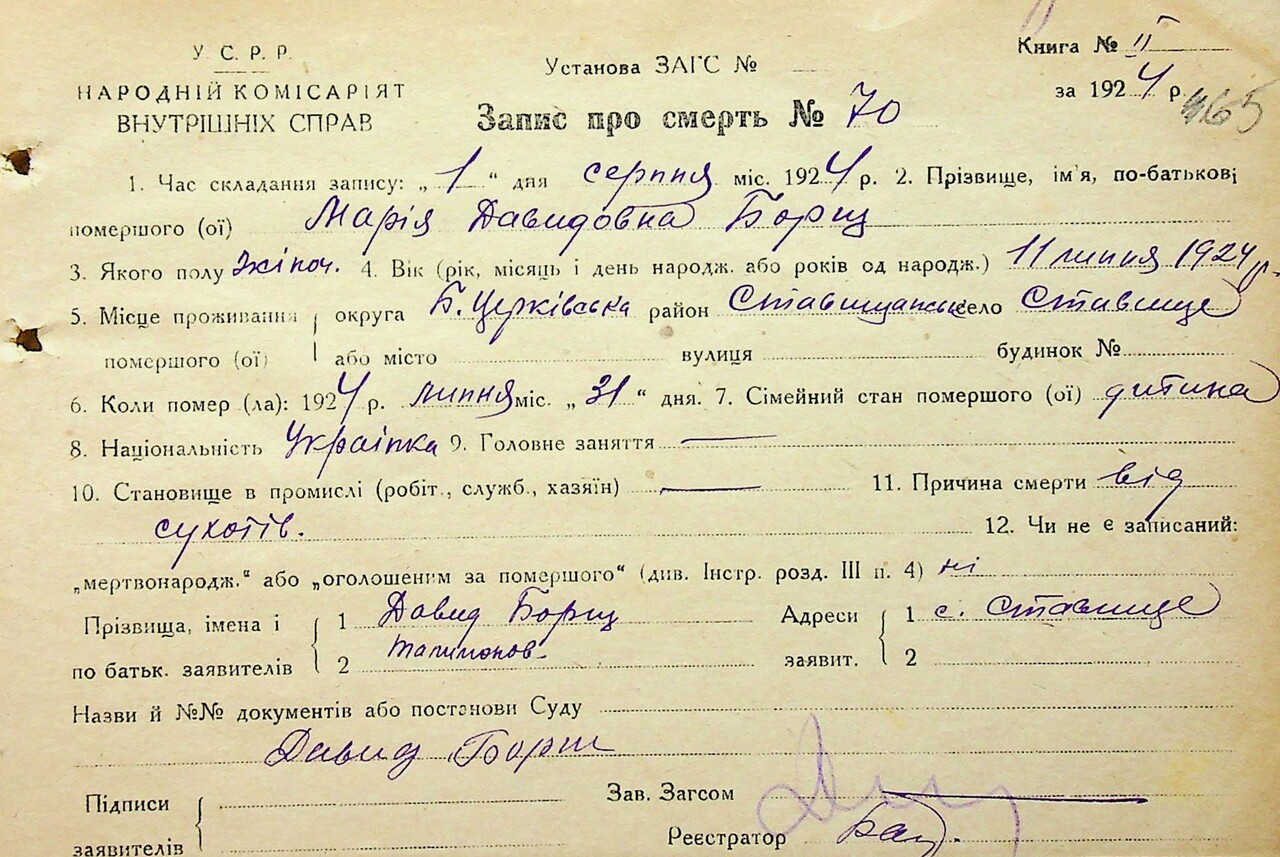 У. С. Р. Р.
НАРОДНІЙ КОМІСАРІЯТ
ВНУТРІШНІХ СПРАВ
Установа ЗАГС №
Запис про смерть № 70
Книга № II
за 1924 р.
465
1. Час складання запису: „1“ дня серпня міс. 1924 р. 2. Прізвище, ім'я, по-батькові
помершого (ої) Марія Давидовна Борщ
3. Якого полу жіноч. 4. Вік (рік, місяць і день народж. або років од народж.) 11 липня 1924 р.
5. Місце проживання округа Б. Церківська район Ставищанськ село Ставище
помершого (ої) або місто вулиця будинок №
6. Коли помер (ла): 1924 р. липня міс. „31“ дня. 7. Сімейний стан помершого (ої) дитина
8. Національність Українка 9. Головне заняття —
10. Становище в промислі (робіт., служб., хазяїн) — 11. Причина смерти від
сухотів. 12. Чи не є записаний:
„мертвонародж.“ або „оголошеним за помершого“ (див. Інстр. розд. III п. 4) ні
Прізвища, імена і 1 Давид Борщ Адреси 1 с. Ставище
по батьк. заявителів 2 Талимонов. заявит. 2
Назви й №№ документів або постанови Суду
Давид Борщ
Підписи Зав. Загсом
заявителів Реєстратор